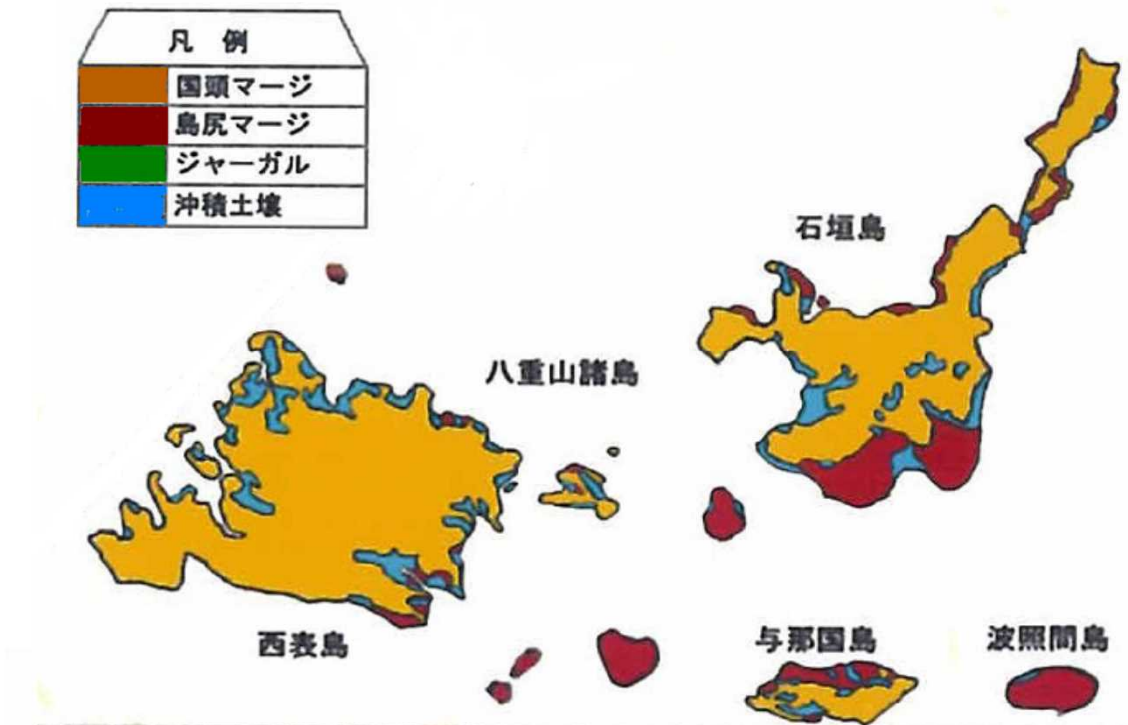 凡 例
国頭マージ
島尻マージ
ジャーガル
沖積土壌
石垣島
八重山諸島
西表島
与那国島
波照間島